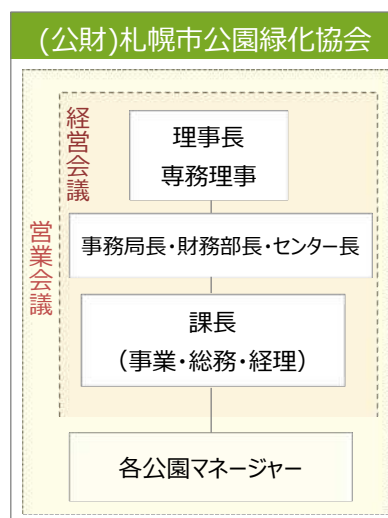 (公財)札幌市公園緑化協会
経営会議
営業会議
理事長
専務理事
事務局長・財務部長・センター長
課長
（事業・総務・経理）
各公園マネージャー